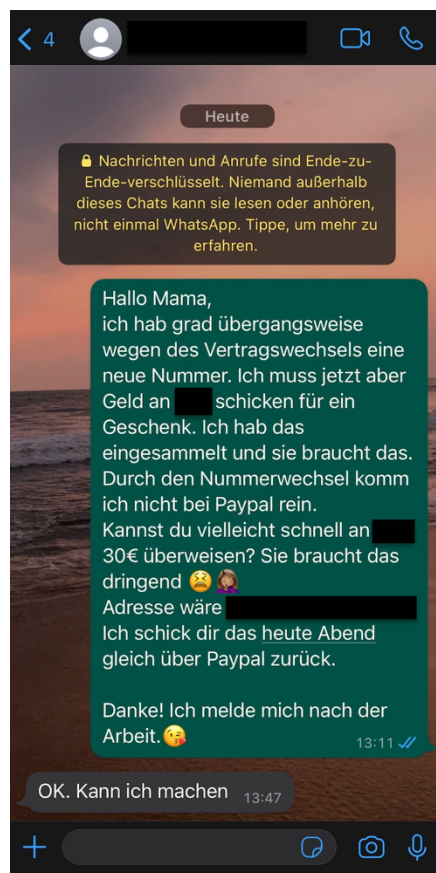 4
Heute
Nachrichten und Anrufe sind Ende-zu-
Ende-verschlüsselt. Niemand außerhalb
dieses Chats kann sie lesen oder anhören,
nicht einmal WhatsApp. Tippe, um mehr zu
erfahren.
Hallo Mama,
ich hab grad übergangsweise
wegen des Vertragswechsels eine
neue Nummer. Ich muss jetzt aber
Geld an schicken für ein
Geschenk. Ich hab das
eingesammelt und sie braucht das.
Durch den Nummerwechsel komm
ich nicht bei Paypal rein.
Kannst du vielleicht schnell an
30€ überweisen? Sie braucht das
dringend 😫🤦🏽‍♀️
Adresse wäre
Ich schick dir das heute Abend
gleich über Paypal zurück.
Danke! Ich melde mich nach der
Arbeit.😘
13:11
OK. Kann ich machen 13:47